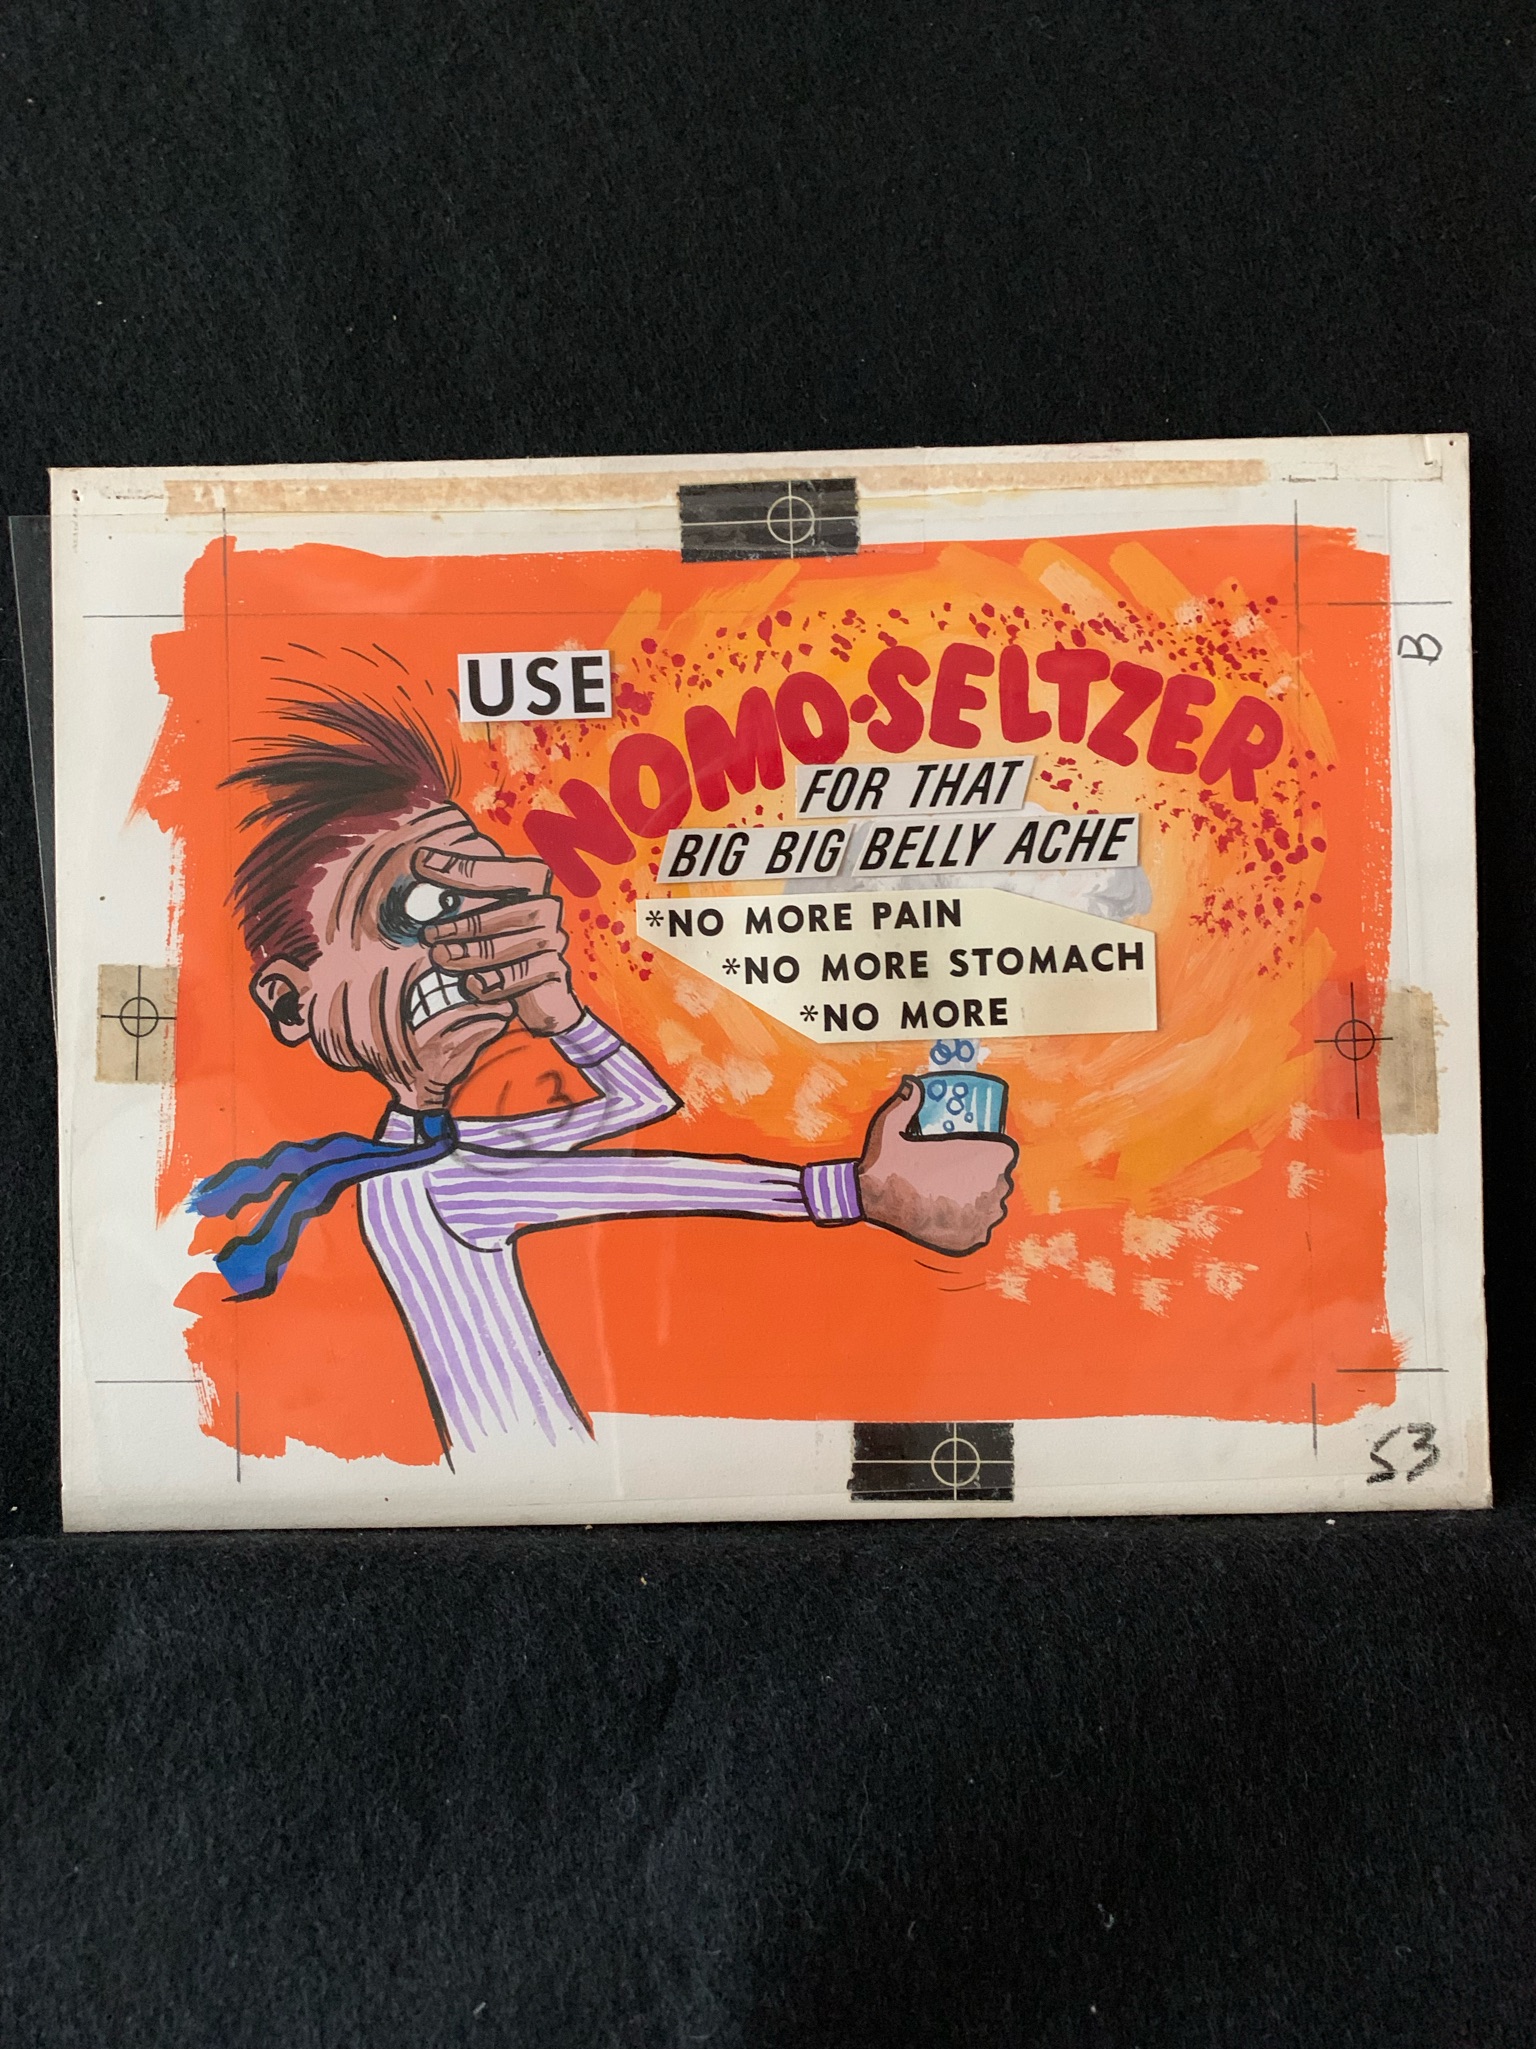 USE
NOMO-SELTZER
FOR THAT
BIG BIG BELLY ACHE
*NO MORE PAIN
*NO MORE STOMACH
*NO MORE
B
53
53